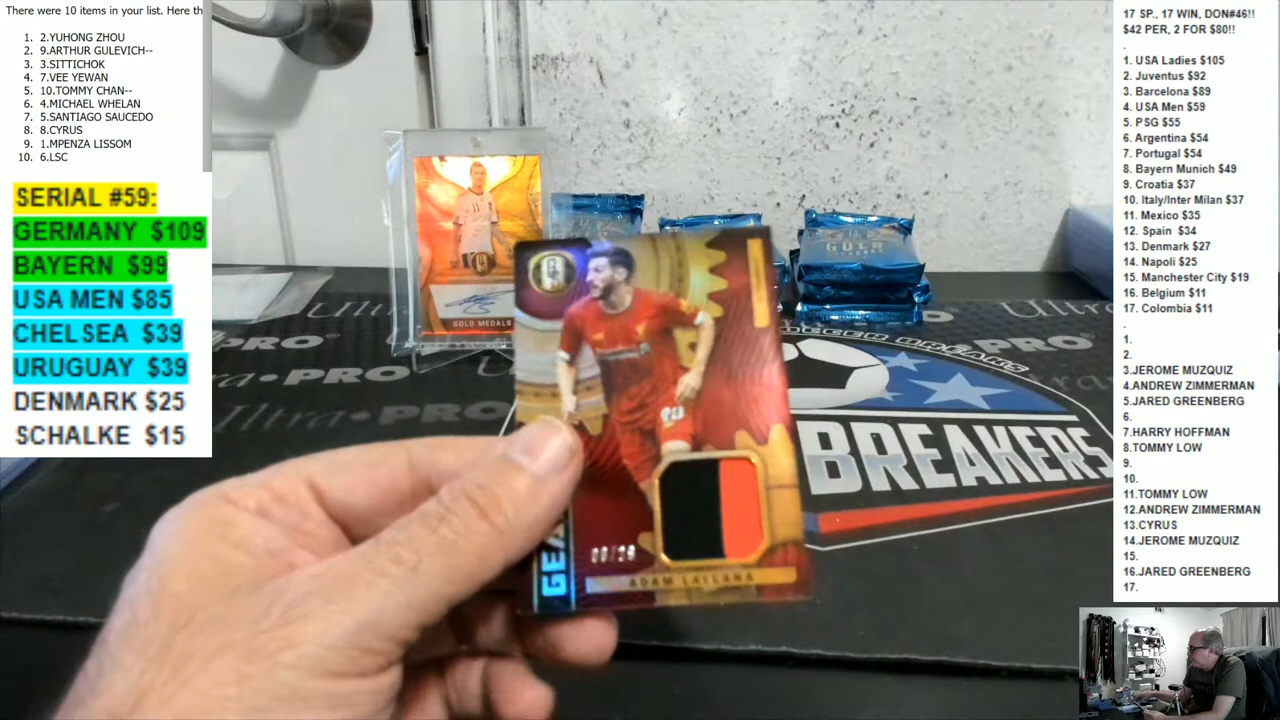 There were 10 items in your list. Here th
1. 2.YUHONG ZHOU
2. 9.ARTHUR GULEVICH--
3. 3.SITTICHOK
4. 7.VEE YEWAN
5. 10.TOMMY CHAN--
6. 4.MICHAEL WHELAN
7. 5.SANTIAGO SAUCEDO
8. 8.CYRUS
9. 1.MPENZA LISSOM
10. 6.LSC
SERIAL #59:
GERMANY $109
BAYERN $99
USA MEN $85
CHELSEA $39
URUGUAY $39
DENMARK $25
SCHALKE $15
GOLD MEDALS
GOLD
GEA
ADAM LALLANA
Ultra PRO
BREAKERS
17 SP., 17 WIN, DON#46!!
$42 PER, 2 FOR $80!!
.
1. USA Ladies $105
2. Juventus $92
3. Barcelona $89
4. USA Men $59
5. PSG $55
6. Argentina $54
7. Portugal $54
8. Bayern Munich $49
9. Croatia $37
10. Italy/Inter Milan $37
11. Mexico $35
12. Spain $34
13. Denmark $27
14. Napoli $25
15. Manchester City $19
16. Belgium $11
17. Colombia $11
.
1.
2.
3.JEROME MUZQUIZ
4.ANDREW ZIMMERMAN
5.JARED GREENBERG
6.
7.HARRY HOFFMAN
8.TOMMY LOW
9.
10.
11.TOMMY LOW
12.ANDREW ZIMMERMAN
13.CYRUS
14.JEROME MUZQUIZ
15.
16.JARED GREENBERG
17.